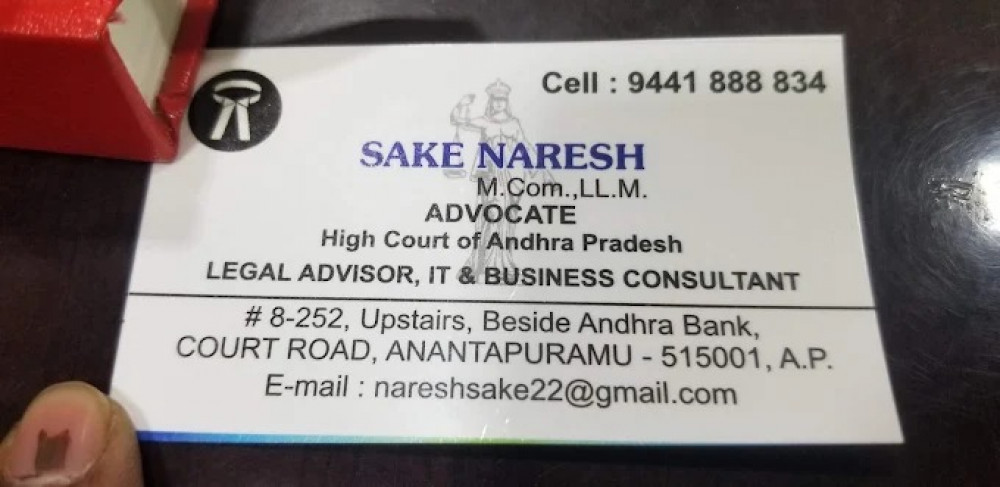 Cell : 9441 888 834
SAKE NARESH
M.Com.,LL.M.
ADVOCATE
High Court of Andhra Pradesh
LEGAL ADVISOR, IT & BUSINESS CONSULTANT
# 8-252, Upstairs, Beside Andhra Bank,
COURT ROAD, ANANTAPURAMU - 515001, A.P.
E-mail : nareshsake22@gmail.com